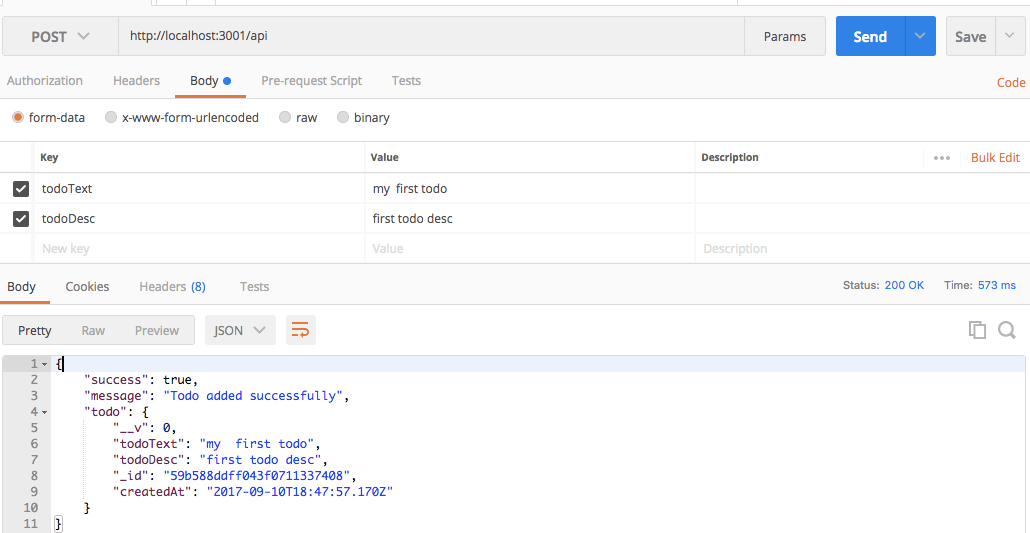 POST http://localhost:3001/api Params Send Save
Authorization Headers Body Pre-request Script Tests Code
form-data x-www-form-urlencoded raw binary
Key Value Description ••• Bulk Edit
todoText my  first todo
todoDesc first todo desc
New key Value Description
Body Cookies Headers (8) Tests Status: 200 OK Time: 573 ms
Pretty Raw Preview JSON
1 {
2 "success": true,
3 "message": "Todo added successfully",
4 "todo": {
5 "__v": 0,
6 "todoText": "my  first todo",
7 "todoDesc": "first todo desc",
8 "_id": "59b588ddff043f0711337408",
9 "createdAt": "2017-09-10T18:47:57.170Z"
10 }
11 }